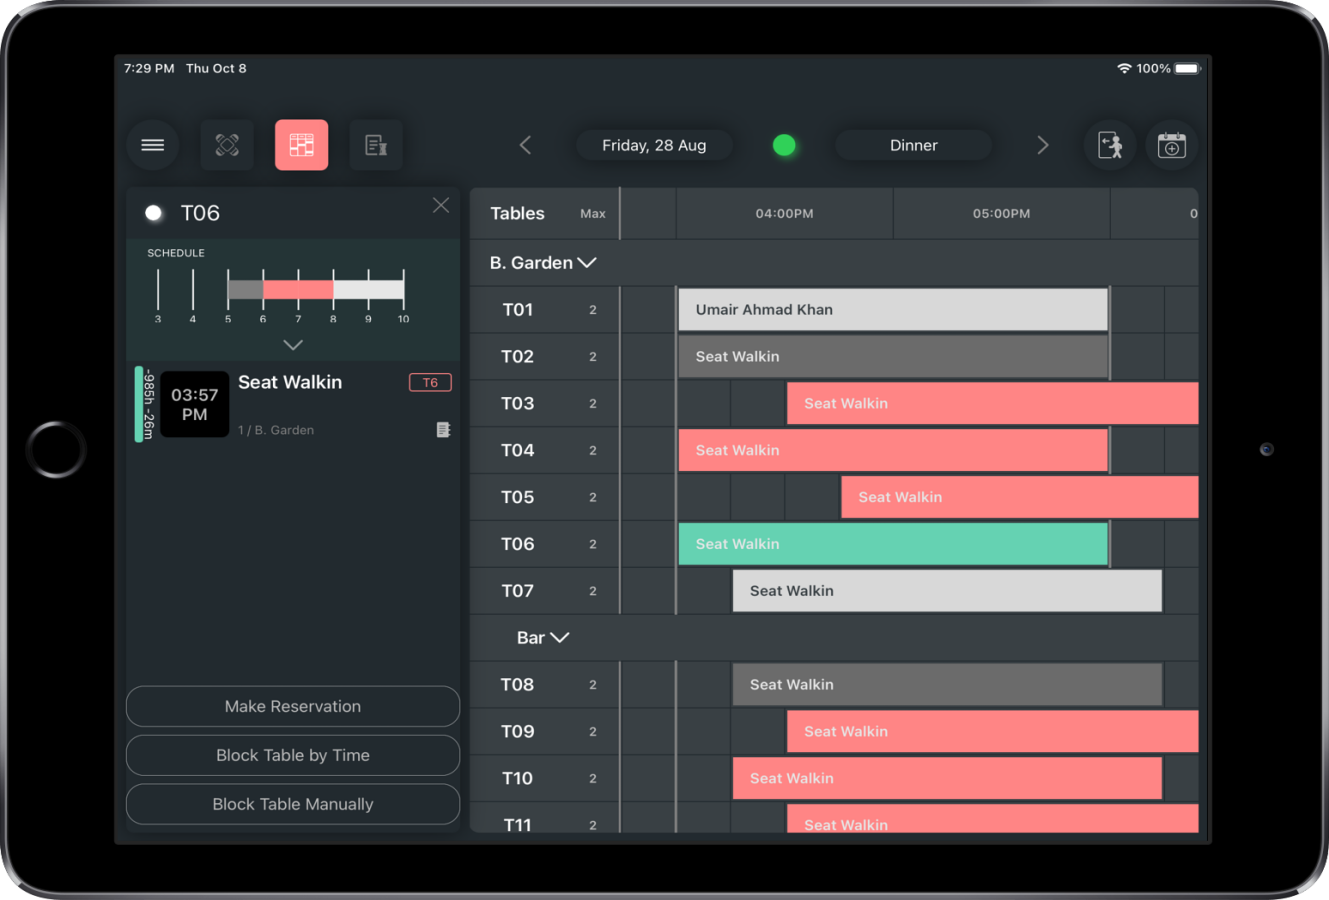 7:29 PM Thu Oct 8
100%
Friday, 28 Aug
Dinner
T06
SCHEDULE
3 4 5 6 7 8 9 10
-985h -26m
03:57
PM
Seat Walkin
T6
1 / B. Garden
Make Reservation
Block Table by Time
Block Table Manually
Tables Max 04:00PM 05:00PM 0
B. Garden
T01 2 Umair Ahmad Khan
T02 2 Seat Walkin
T03 2 Seat Walkin
T04 2 Seat Walkin
T05 2 Seat Walkin
T06 2 Seat Walkin
T07 2 Seat Walkin
Bar
T08 2 Seat Walkin
T09 2 Seat Walkin
T10 2 Seat Walkin
T11 2 Seat Walkin